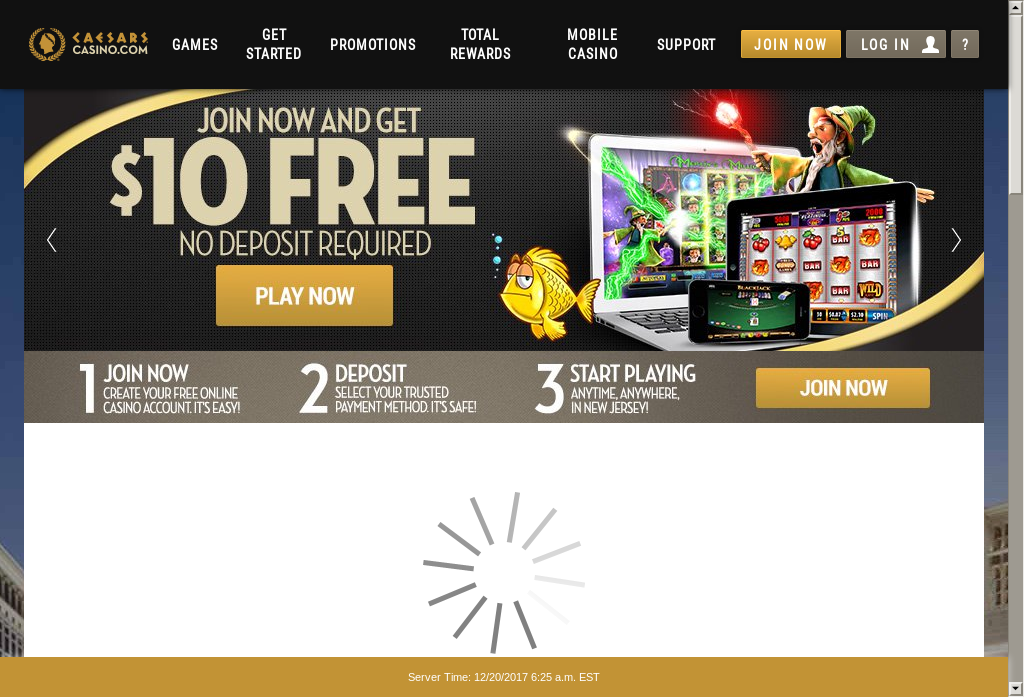 CAESARS
CASINO.COM
GAMES
GET
STARTED
PROMOTIONS
TOTAL
REWARDS
MOBILE
CASINO
SUPPORT
JOIN NOW
LOG IN
?
JOIN NOW AND GET
$10 FREE
NO DEPOSIT REQUIRED
PLAY NOW
BLACKJACK
BAR
BAR
BAR
BAR
WILD
SPIN
1 JOIN NOW
CREATE YOUR FREE ONLINE
CASINO ACCOUNT. IT'S EASY!
2 DEPOSIT
SELECT YOUR TRUSTED
PAYMENT METHOD. IT'S SAFE!
3 START PLAYING
ANYTIME, ANYWHERE,
IN NEW JERSEY!
JOIN NOW
Server Time: 12/20/2017 6:25 a.m. EST